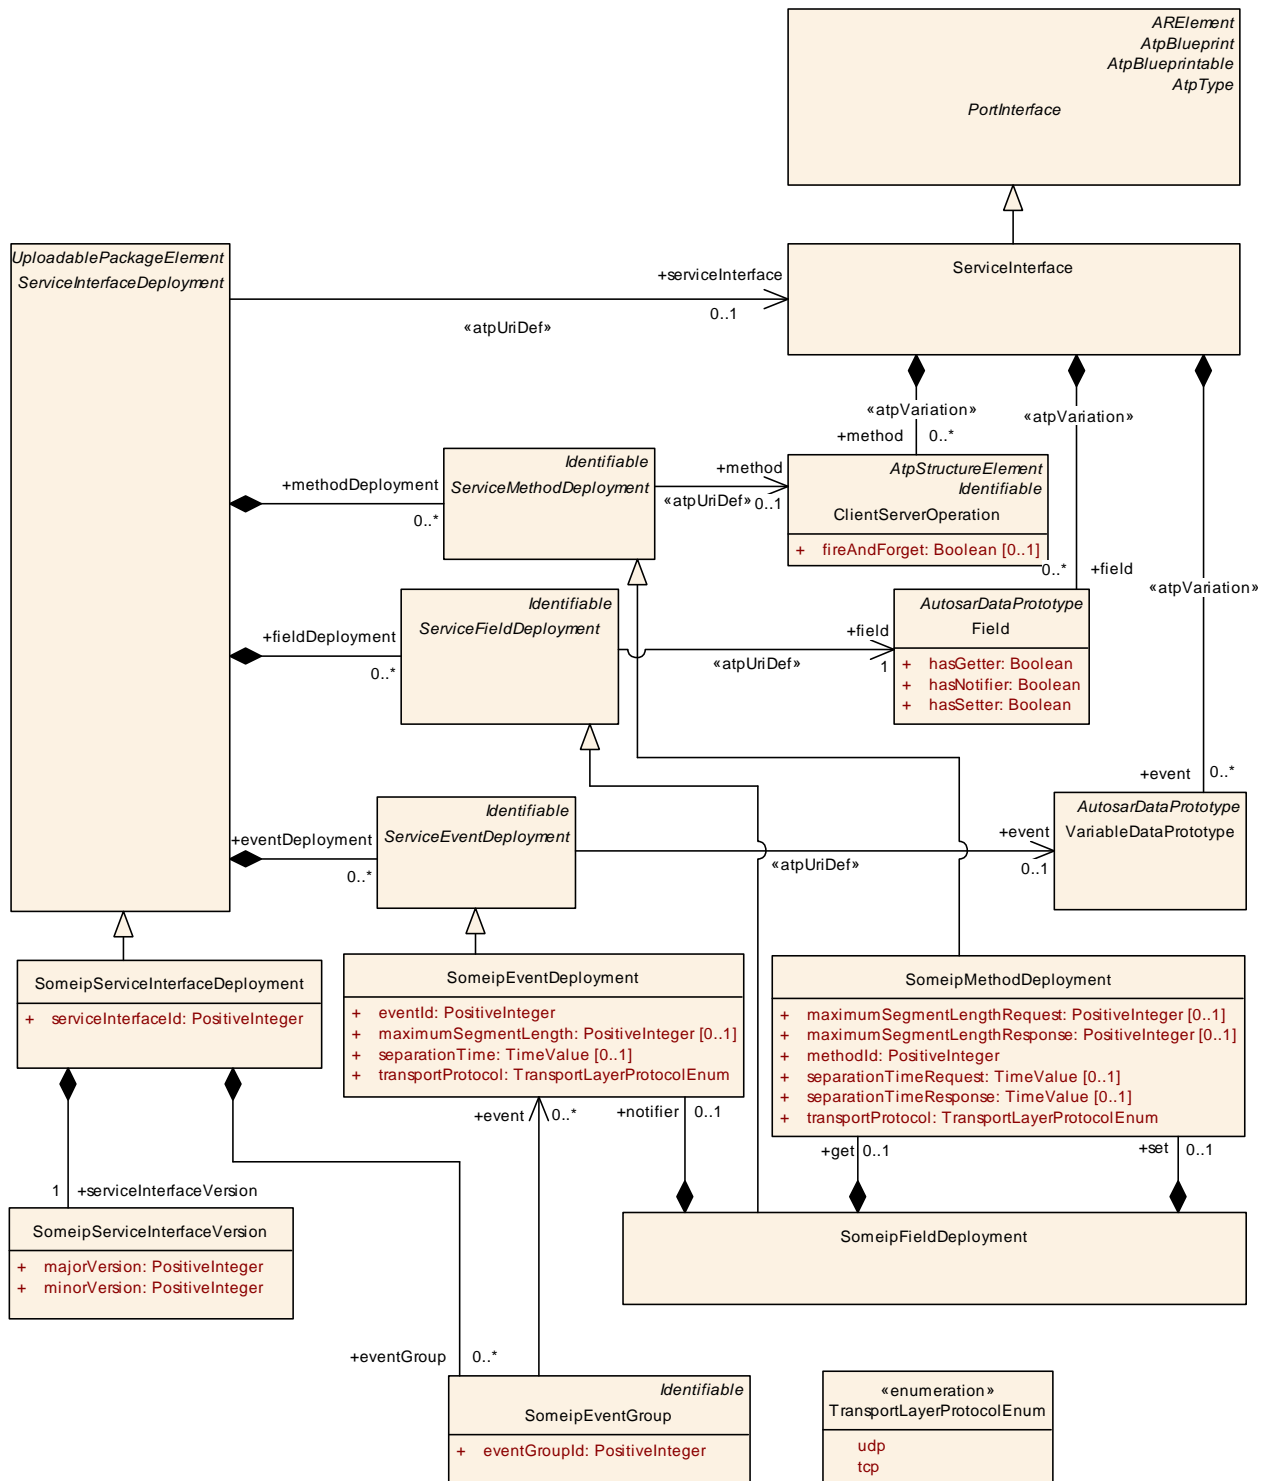 ARElement
AtpBlueprint
AtpBlueprintable
AtpType
PortInterface
UploadablePackageElement
ServiceInterfaceDeployment
+serviceInterface
0..1
«atpUriDef»
ServiceInterface
«atpVariation»
+method
0..*
«atpVariation»
«atpVariation»
+methodDeployment
0..*
Identifiable
ServiceMethodDeployment
+method
«atpUriDef»
0..1
AtpStructureElement
Identifiable
ClientServerOperation
+ fireAndForget: Boolean [0..1]
0..*
+field
+fieldDeployment
0..*
Identifiable
ServiceFieldDeployment
+field
1
«atpUriDef»
AutosarDataPrototype
Field
+ hasGetter: Boolean
+ hasNotifier: Boolean
+ hasSetter: Boolean
+event
0..*
+eventDeployment
0..*
Identifiable
ServiceEventDeployment
+event
0..1
«atpUriDef»
AutosarDataPrototype
VariableDataPrototype
SomeipServiceInterfaceDeployment
+ serviceInterfaceId: PositiveInteger
SomeipEventDeployment
+ eventId: PositiveInteger
+ maximumSegmentLength: PositiveInteger [0..1]
+ separationTime: TimeValue [0..1]
+ transportProtocol: TransportLayerProtocolEnum
SomeipMethodDeployment
+ maximumSegmentLengthRequest: PositiveInteger [0..1]
+ maximumSegmentLengthResponse: PositiveInteger [0..1]
+ methodId: PositiveInteger
+ separationTimeRequest: TimeValue [0..1]
+ separationTimeResponse: TimeValue [0..1]
+ transportProtocol: TransportLayerProtocolEnum
+event
0..*
+notifier
0..1
+get
0..1
+set
0..1
1
+serviceInterfaceVersion
SomeipServiceInterfaceVersion
+ majorVersion: PositiveInteger
+ minorVersion: PositiveInteger
SomeipFieldDeployment
+eventGroup
0..*
Identifiable
SomeipEventGroup
+ eventGroupId: PositiveInteger
«enumeration»
TransportLayerProtocolEnum
udp
tcp